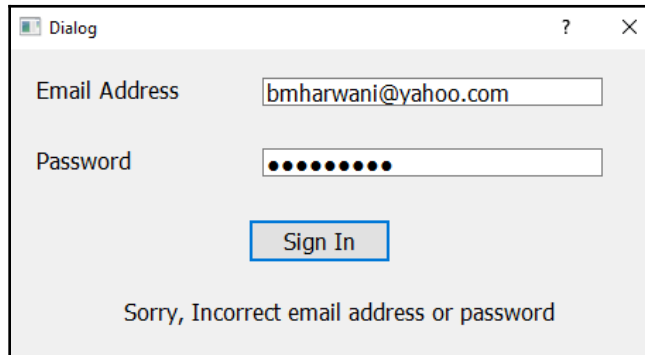 Dialog ? ×
Email Address bmharwani@yahoo.com
Password ●●●●●●●●●
Sign In
Sorry, Incorrect email address or password